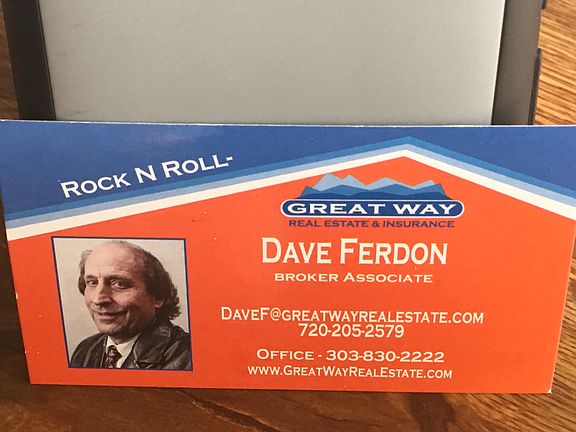 Rock N Roll-
GREAT WAY
REAL ESTATE & INSURANCE
Dave Ferdon
Broker Associate
DaveF@greatwayrealestate.com
720-205-2579
Office - 303-830-2222
www.GreatWayRealEstate.com